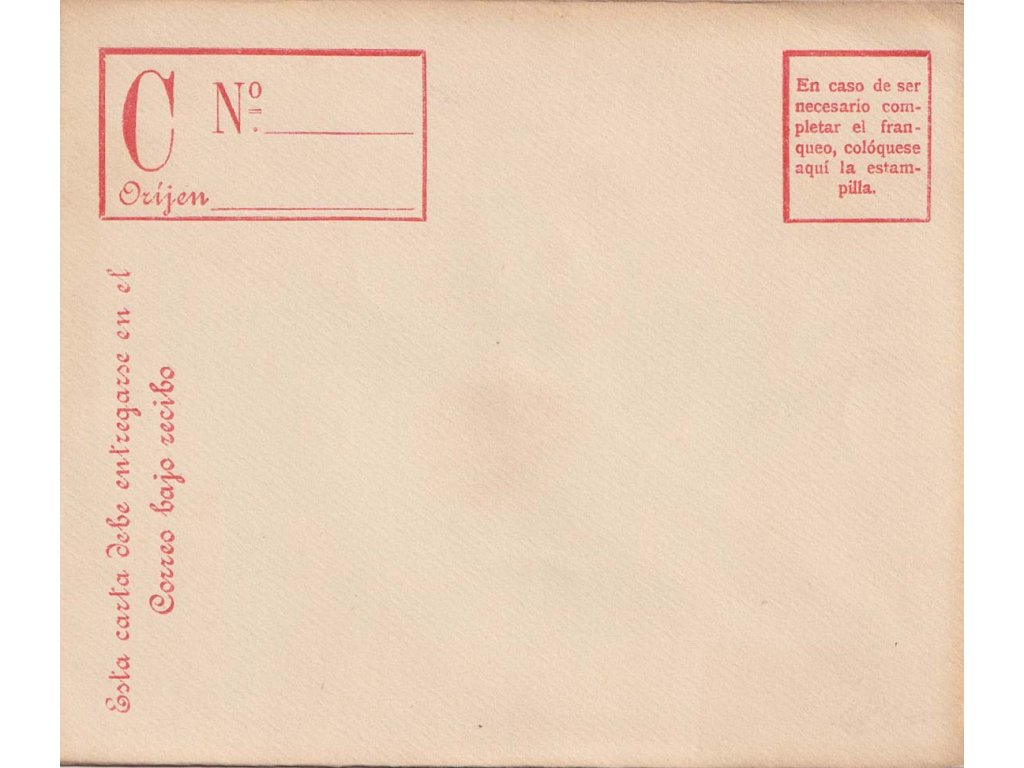 C Nº.
Oríjen
En caso de ser
necesario com-
pletar el fran-
queo, colóquese
aquí la estam-
pilla.
Esta carta debe entregarse en el
Correo bajo recibo